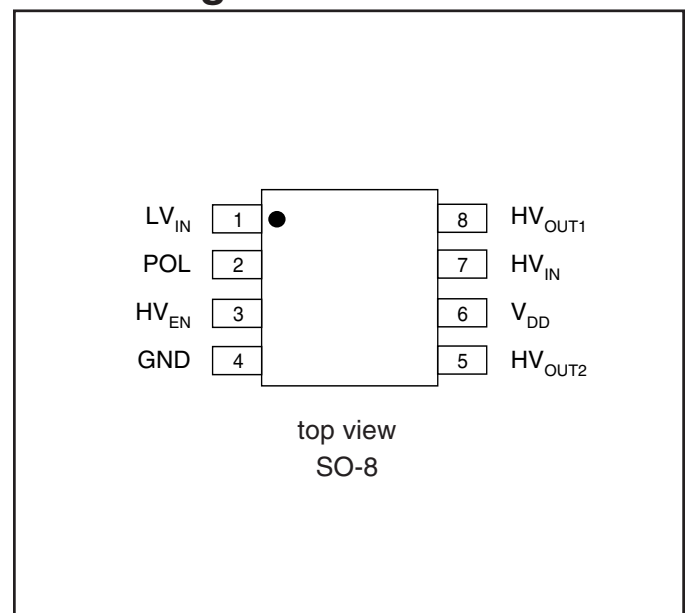 g
LV_IN 1 8 HV_OUT1
POL 2 7 HV_IN
HV_EN 3 6 V_DD
GND 4 5 HV_OUT2
top view
SO-8